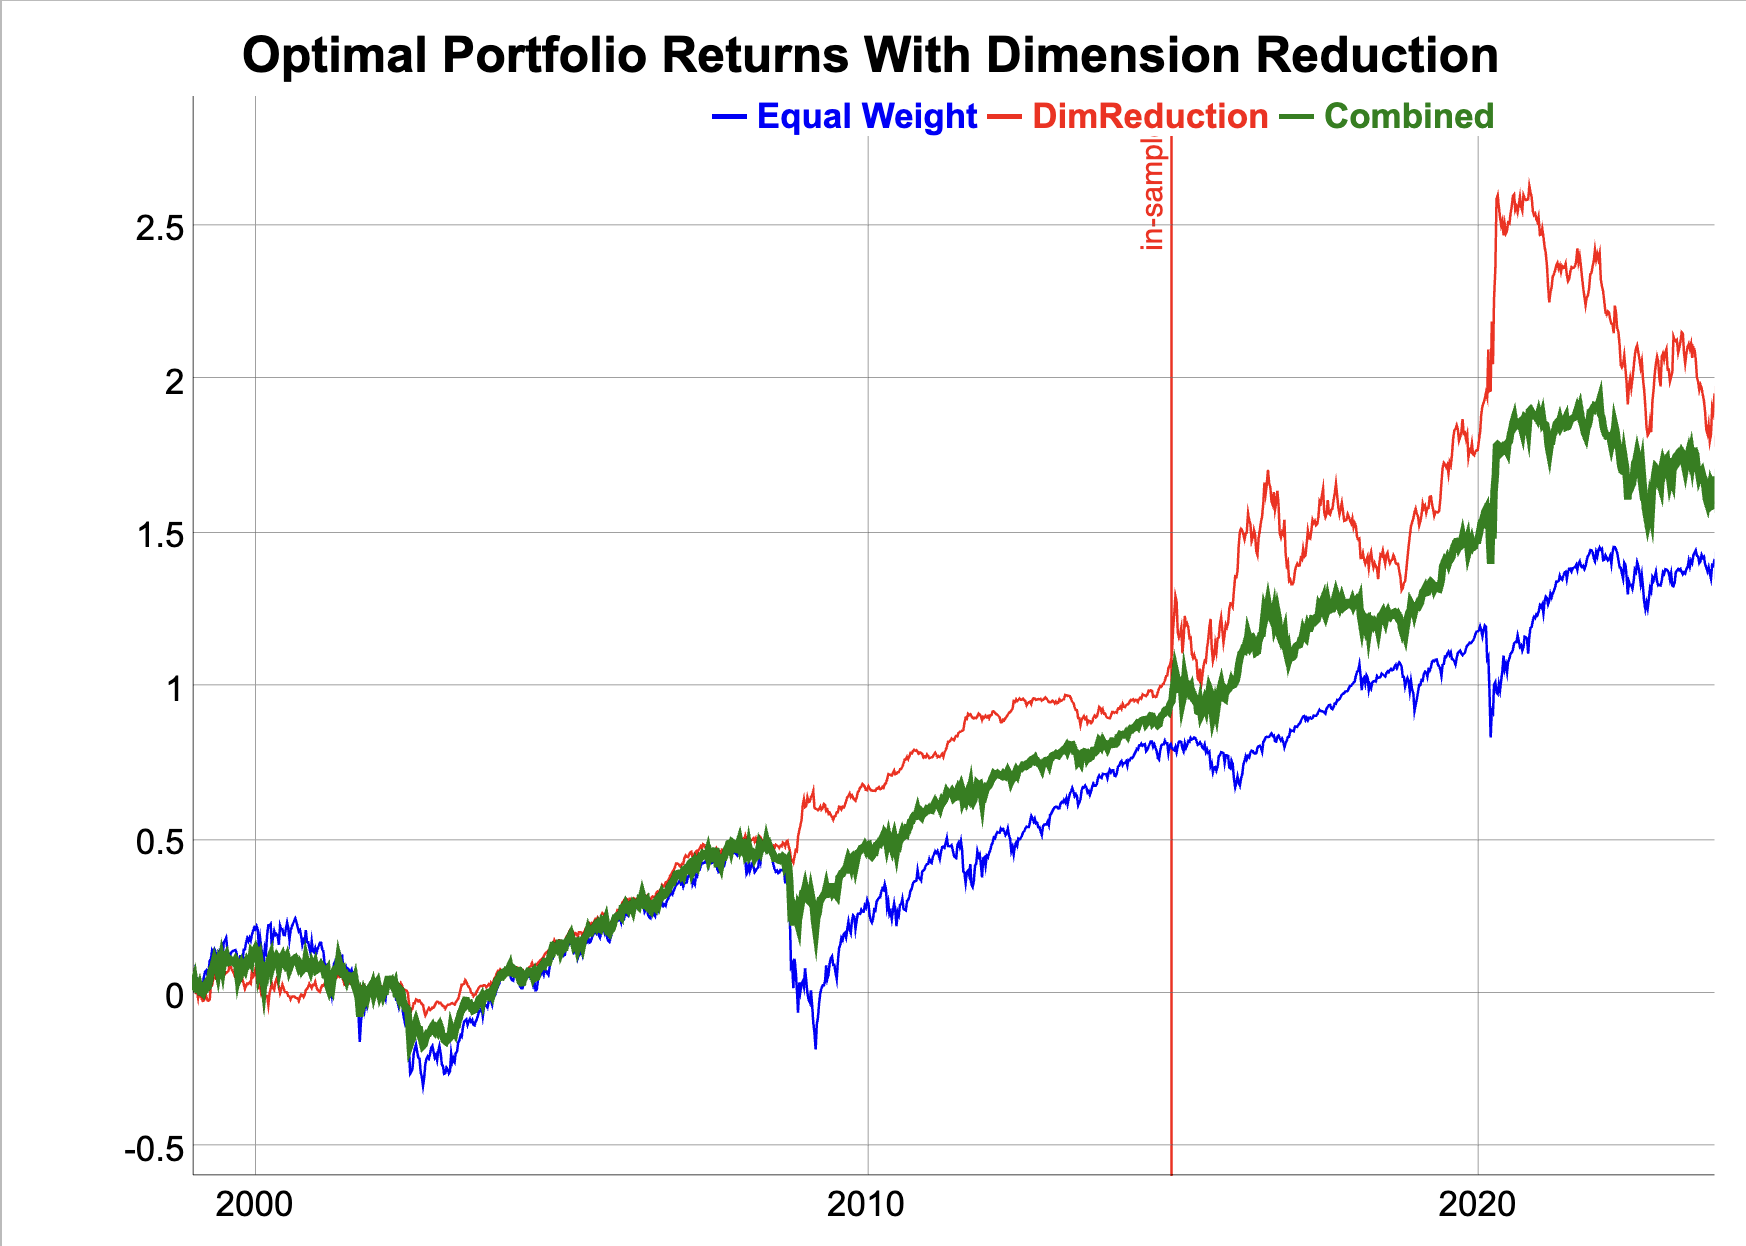 Optimal Portfolio Returns With Dimension Reduction
Equal Weight DimReduction Combined
in-sampl
2.5
2
1.5
1
0.5
0
-0.5
2000 2010 2020